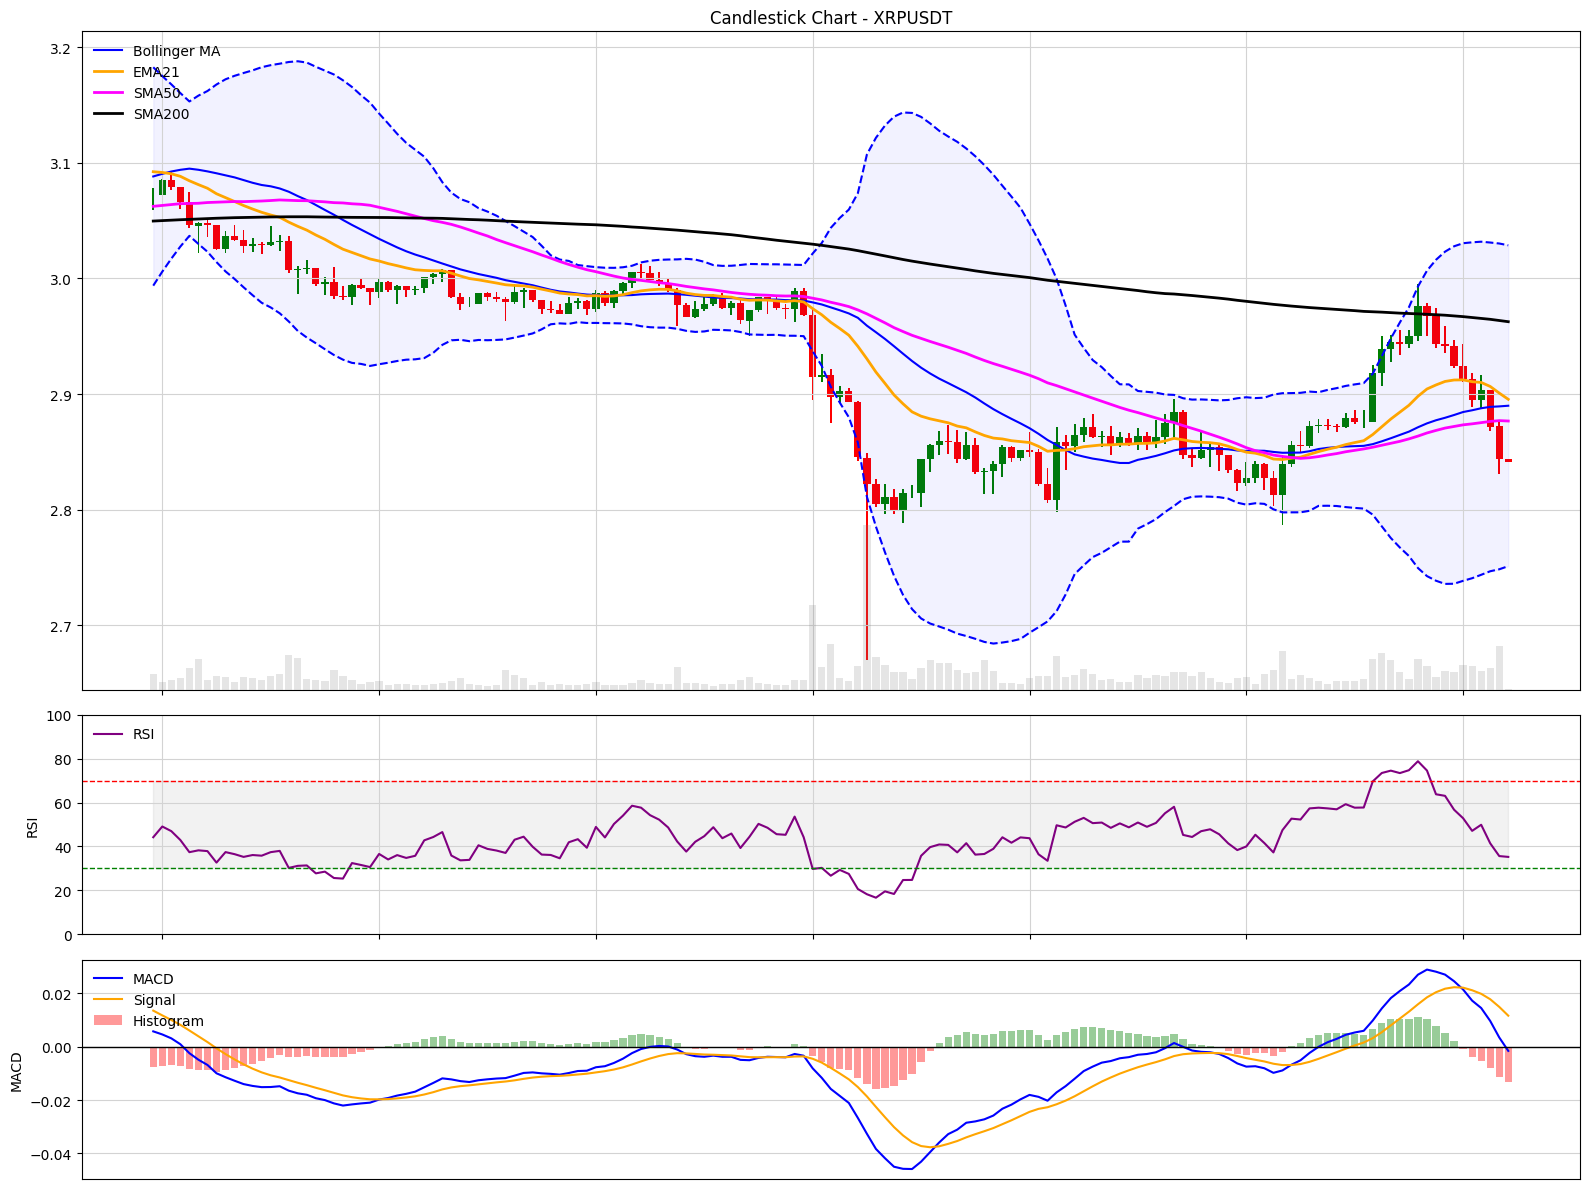 Candlestick Chart - XRPUSDT
3.2
3.1
3.0
2.9
2.8
2.7
Bollinger MA
EMA21
SMA50
SMA200
100
80
60
40
20
0
RSI
RSI
0.02
0.00
−0.02
−0.04
MACD
MACD
Signal
Histogram